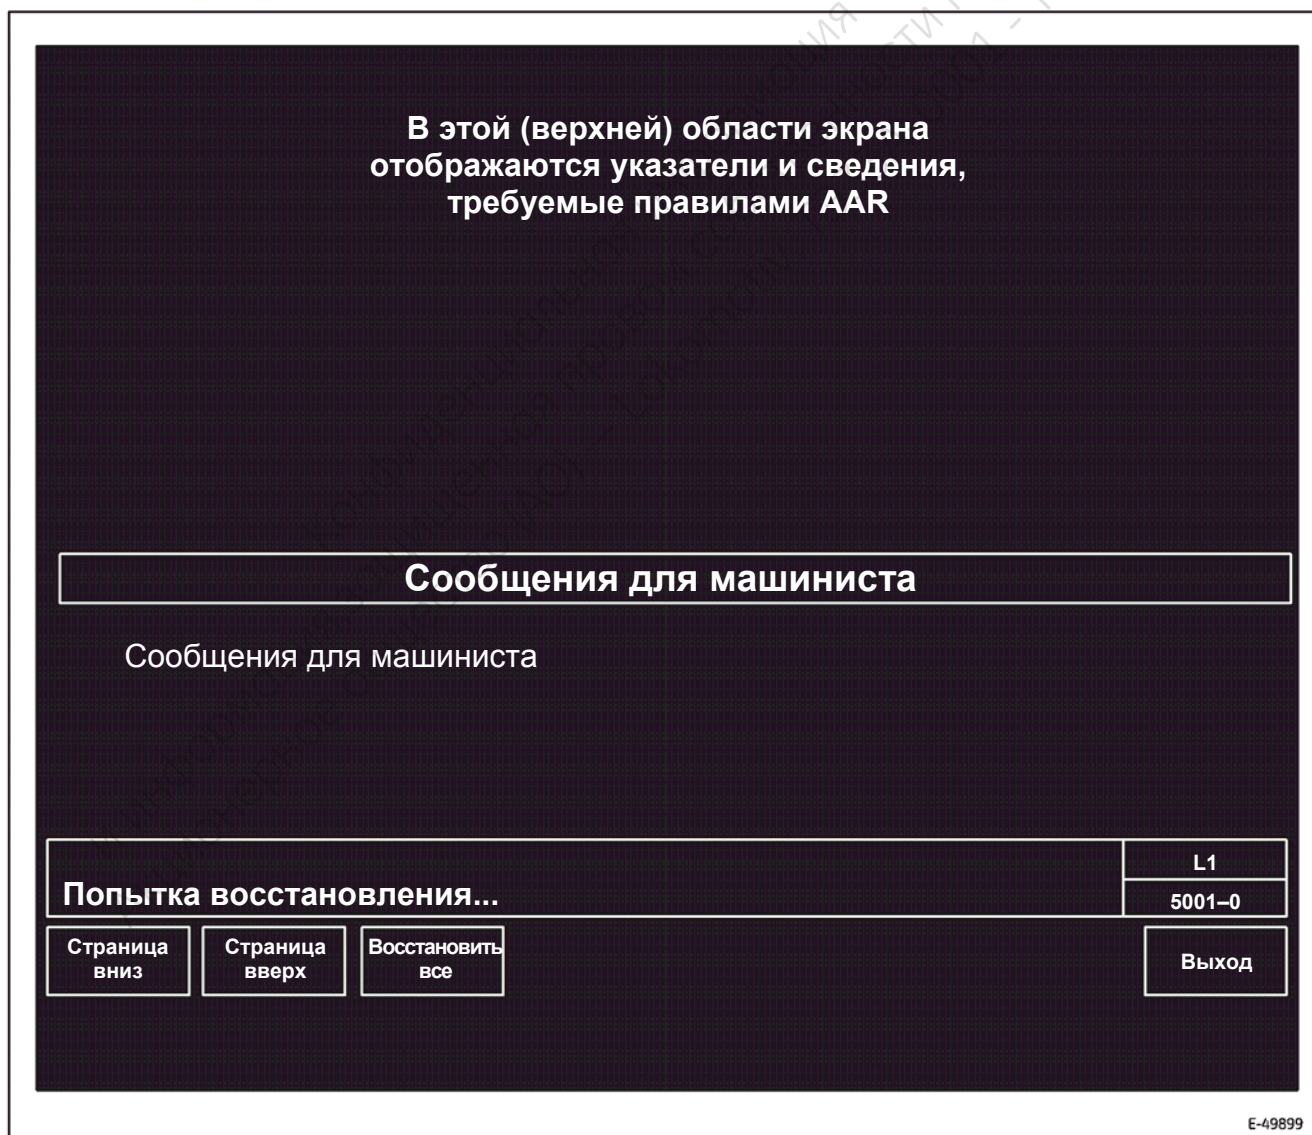 В этой (верхней) области экрана
отображаются указатели и сведения,
требуемые правилами AAR
Сообщения для машиниста
Сообщения для машиниста
L1
Попытка восстановления...
5001–0
Страница
вниз
Страница
вверх
Восстановить
все
Выход
E-49899